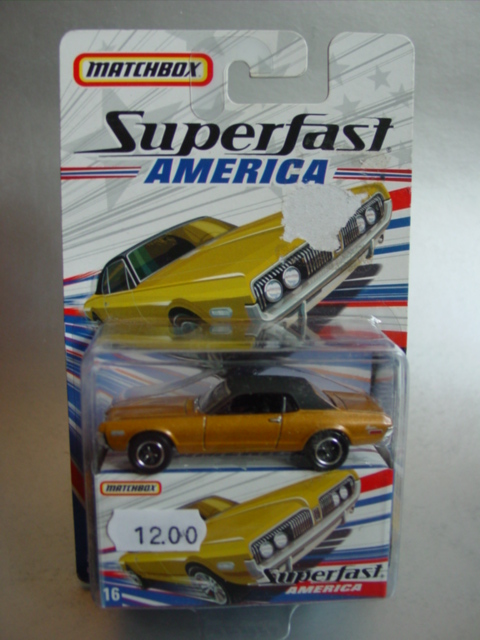 MATCHBOX
Superfast
AMERICA
MATCHBOX
12.00
Superfast
AMERICA
16